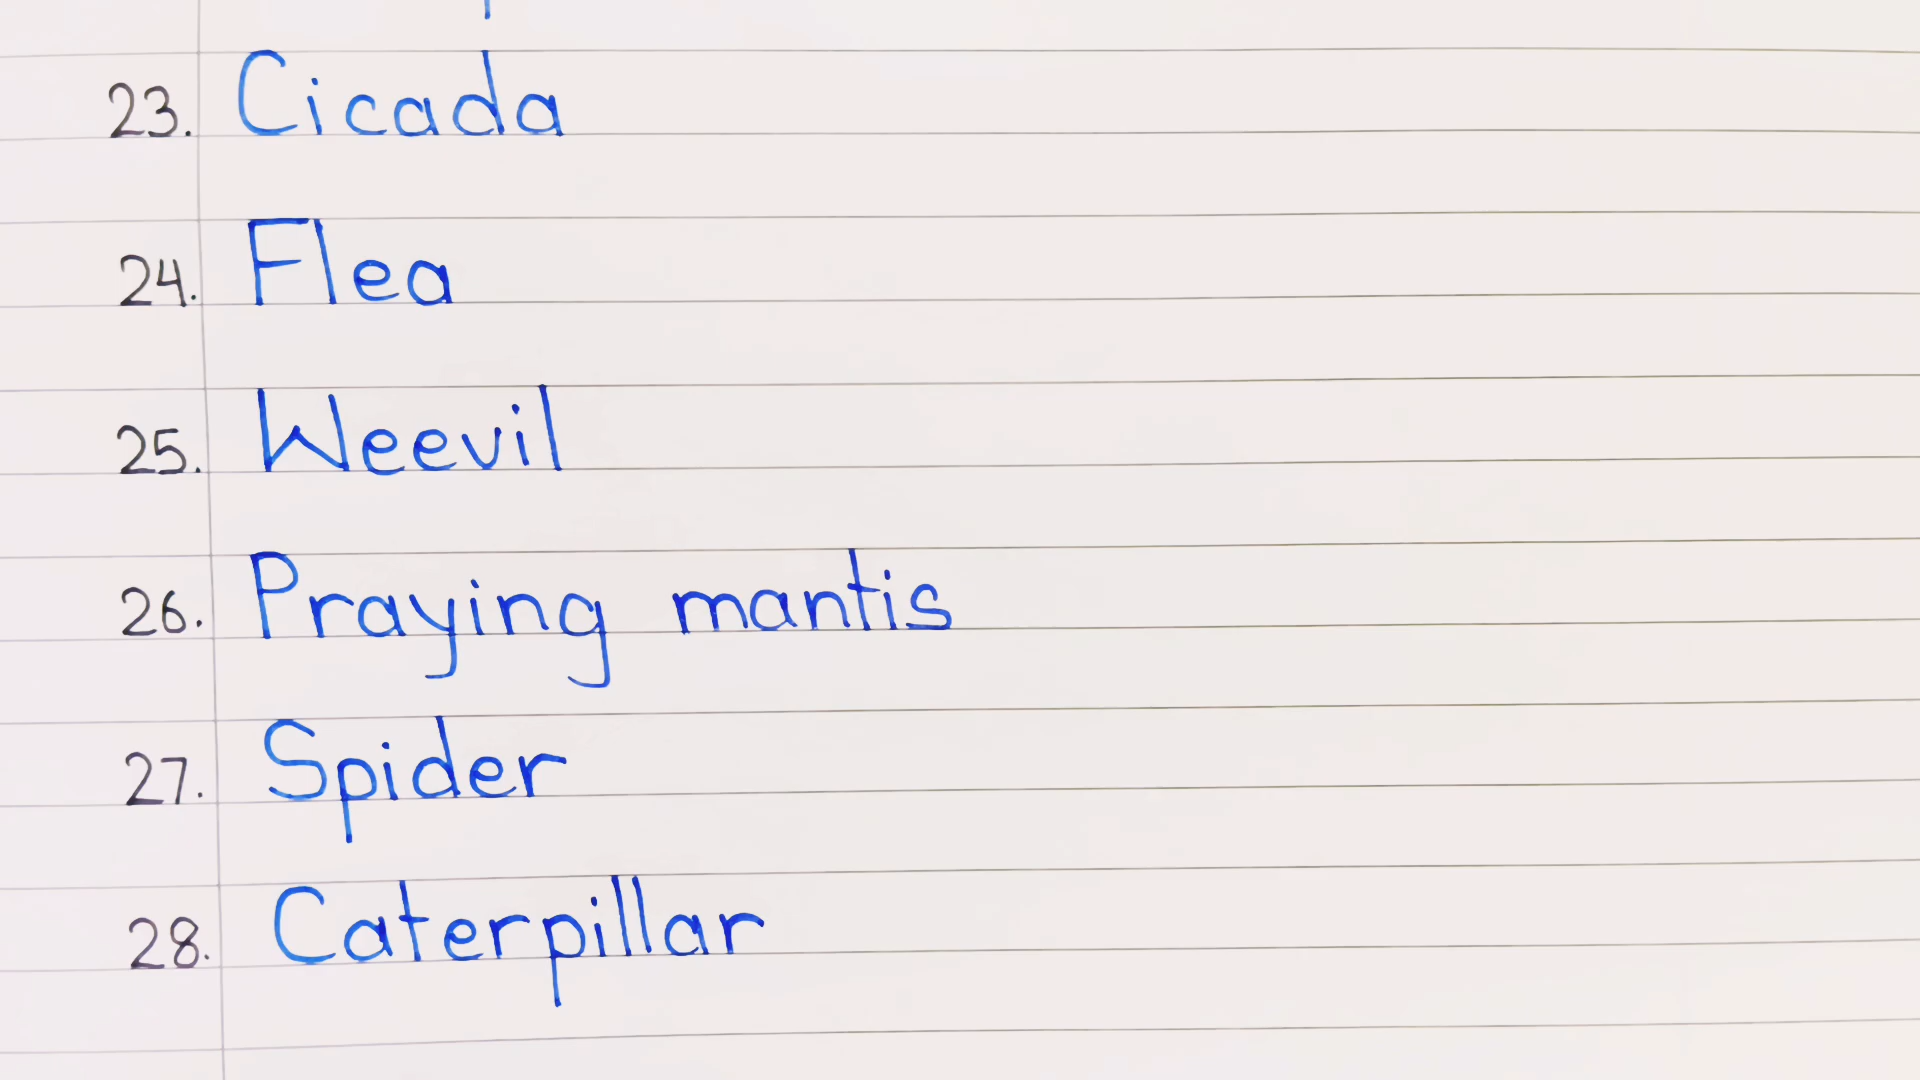 23. Cicada
24. Flea
25. Weevil
26. Praying mantis
27. Spider
28. Caterpillar